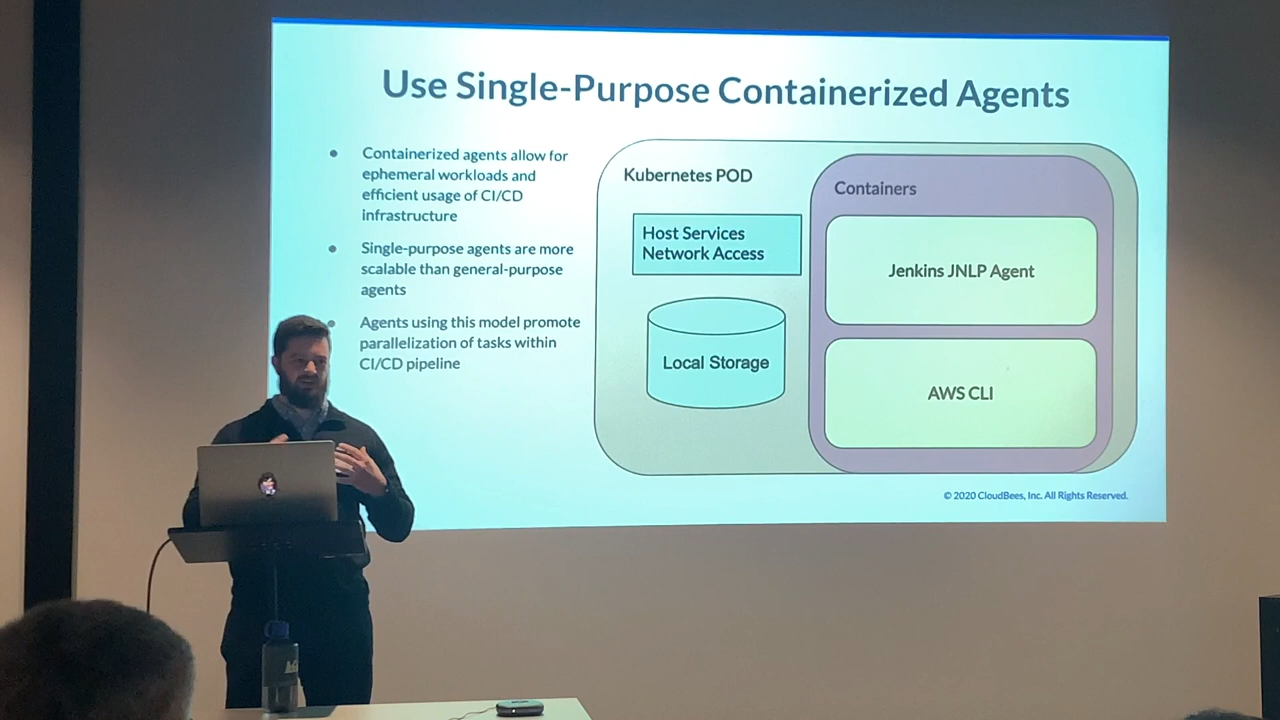 Use Single-Purpose Containerized Agents
Containerized agents allow for
ephemeral workloads and
efficient usage of CI/CD
infrastructure
Single-purpose agents are more
scalable than general-purpose
agents
Agents using this model promote
parallelization of tasks within
CI/CD pipeline
Kubernetes POD
Host Services
Network Access
Local Storage
Containers
Jenkins JNLP Agent
AWS CLI
© 2020 CloudBees, Inc. All Rights Reserved.